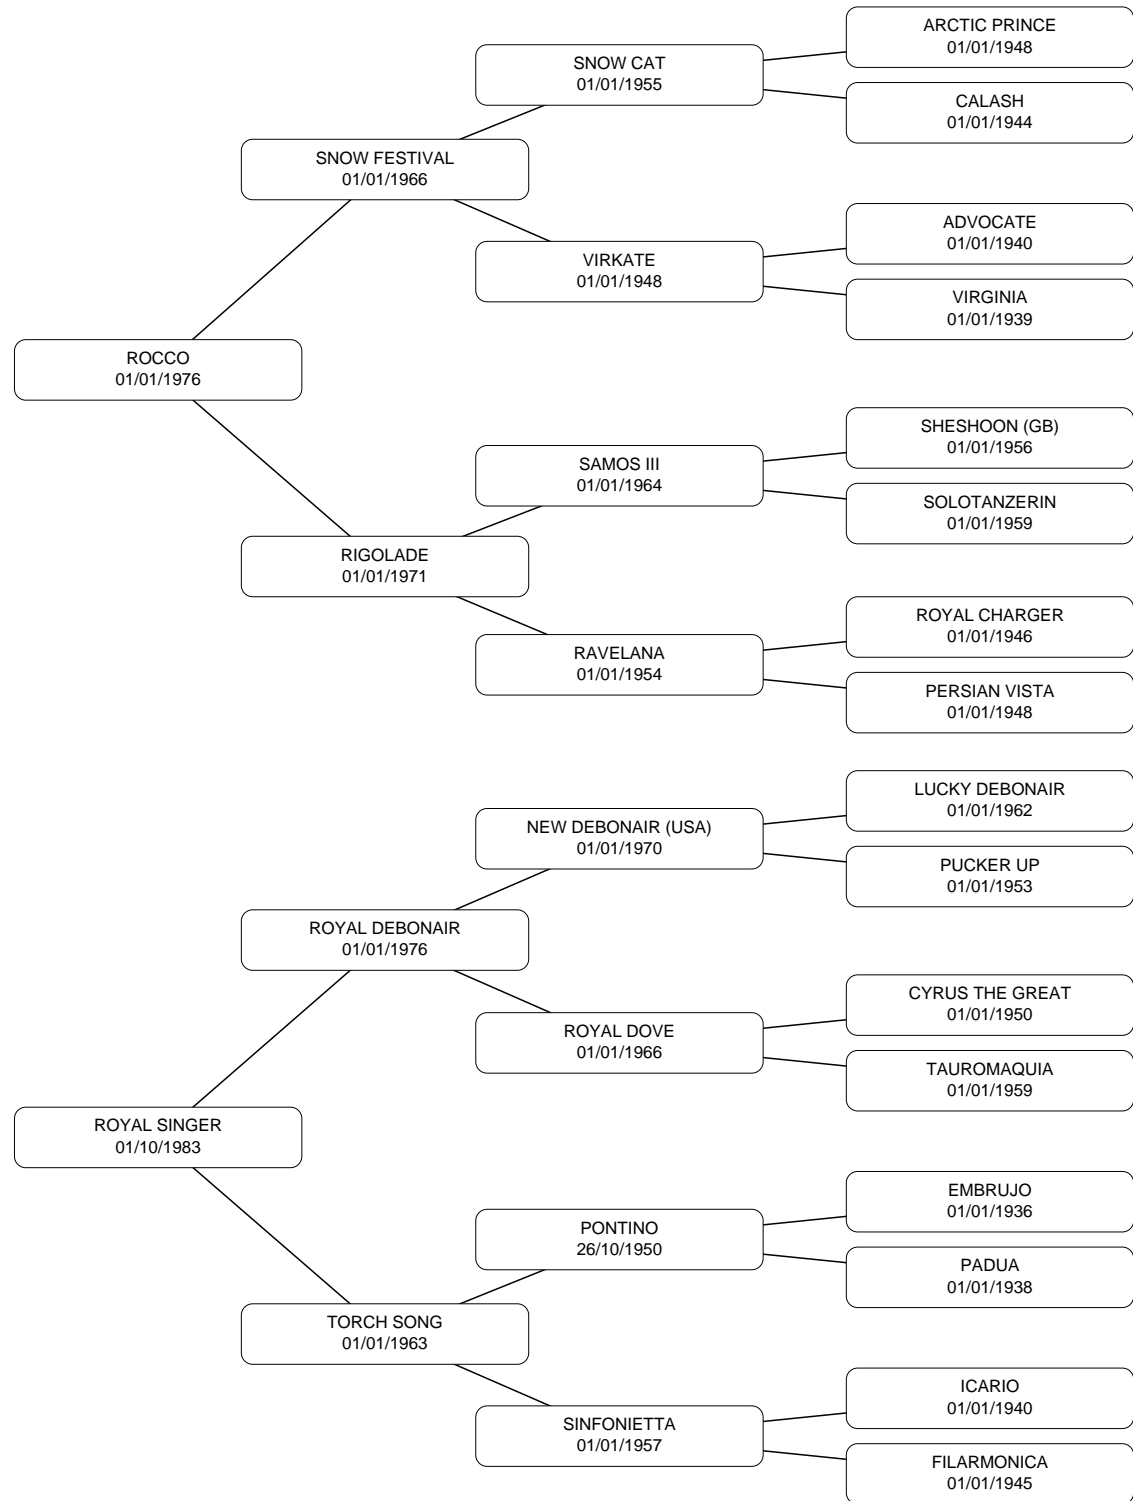 ARCTIC PRINCE
01/01/1948
SNOW CAT
01/01/1955
CALASH
01/01/1944
SNOW FESTIVAL
01/01/1966
ADVOCATE
01/01/1940
VIRKATE
01/01/1948
VIRGINIA
01/01/1939
ROCCO
01/01/1976
SHESHOON (GB)
01/01/1956
SAMOS III
01/01/1964
SOLOTANZERIN
01/01/1959
RIGOLADE
01/01/1971
ROYAL CHARGER
01/01/1946
RAVELANA
01/01/1954
PERSIAN VISTA
01/01/1948
LUCKY DEBONAIR
01/01/1962
NEW DEBONAIR (USA)
01/01/1970
PUCKER UP
01/01/1953
ROYAL DEBONAIR
01/01/1976
CYRUS THE GREAT
01/01/1950
ROYAL DOVE
01/01/1966
TAUROMAQUIA
01/01/1959
ROYAL SINGER
01/10/1983
EMBRUJO
01/01/1936
PONTINO
26/10/1950
PADUA
01/01/1938
TORCH SONG
01/01/1963
ICARIO
01/01/1940
SINFONIETTA
01/01/1957
FILARMONICA
01/01/1945